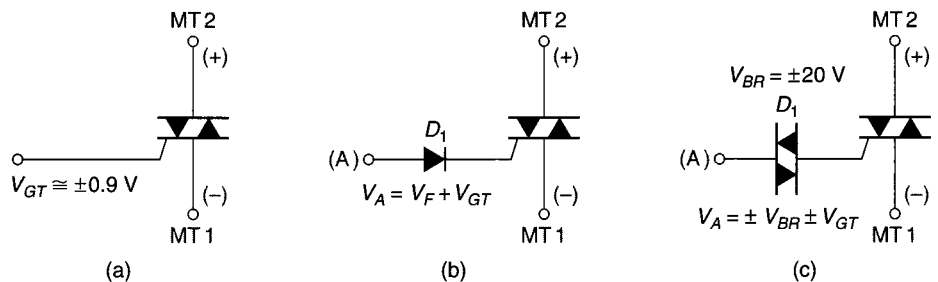 MT2
(+)
V_GT ≅ ±0.9 V
(−)
MT1
(a)
MT2
(+)
D₁
(A)
V_A = V_F + V_GT
(−)
MT1
(b)
MT2
(+)
V_BR = ±20 V
D₁
(A)
V_A = ± V_BR ± V_GT
(−)
MT1
(c)